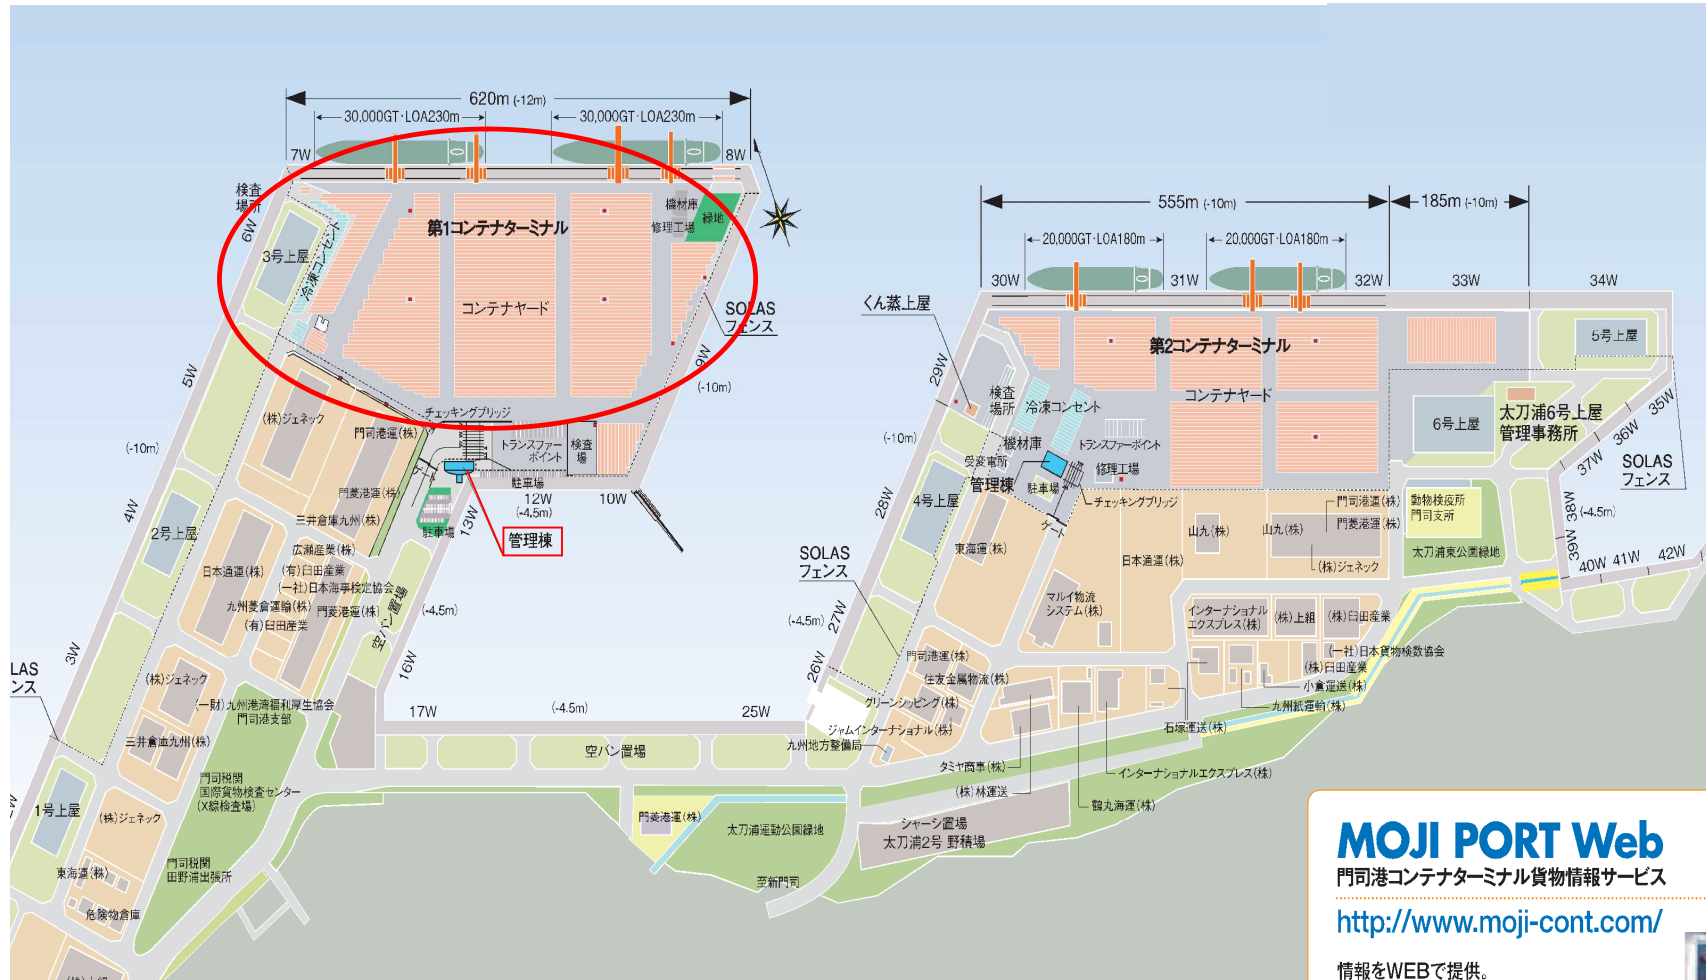 620m (-12m)
30,000GT・LOA230m
30,000GT・LOA230m
7W
8W
検査
場所
6W
3号上屋
冷凍コンセント
第1コンテナターミナル
機材庫
修理工場
緑地
コンテナヤード
SOLAS
フェンス
9W
(-10m)
5W
(-10m)
(株)ジェネック
門司港運(株)
チェッキングブリッジ
ゲート
トランスファー
ポイント
検査
場
駐車場
12W
(-4.5m)
10W
13W
管理棟
門菱港運(株)
三井倉庫九州(株)
駐車場
4W
2号上屋
広瀬産業(株)
日本通運(株)
(有)臼田産業
(一社)日本海事検定協会
九州菱倉運輸(株)
門菱港運(株)
(有)臼田産業
空バン置場
(-4.5m)
16W
3W
LAS
ンス
(株)ジェネック
(一財)九州港湾福利厚生協会
門司港支部
三井倉庫九州(株)
17W
(-4.5m)
25W
空バン置場
門司税関
国際貨物検査センター
(X線検査場)
1号上屋
(株)ジェネック
東海運(株)
門司税関
田野浦出張所
危険物倉庫
(株)上組
門菱港運(株)
太刀浦運動公園緑地
至新門司
555m (-10m)
185m (-10m)
20,000GT・LOA180m
20,000GT・LOA180m
30W
31W
32W
33W
34W
くん蒸上屋
第2コンテナターミナル
5号上屋
29W
検査
場所
冷凍コンセント
コンテナヤード
(-10m)
機材庫
受変電所
管理棟
駐車場
トランスファーポイント
修理工場
チェッキングブリッジ
ゲート
6号上屋
太刀浦6号上屋
管理事務所
35W
36W
37W
SOLAS
フェンス
28W
4号上屋
東海運(株)
山九(株)
山九(株)
門司港運(株)
門菱港運(株)
(株)ジェネック
日本通運(株)
動物検疫所
門司支所
太刀浦東公園緑地
38W
(-4.5m)
39W
40W
41W
42W
SOLAS
フェンス
マルイ物流
システム(株)
インターナショナル
エクスプレス(株)
(株)上組
(株)臼田産業
(-4.5m)
27W
26W
門司港運(株)
住友金属物流(株)
グリーンシッピング(株)
ジャムインターナショナル(株)
九州地方整備局
(一社)日本貨物検数協会
(株)臼田産業
小倉運送(株)
九州紙運輸(株)
石塚運送(株)
タミヤ商事(株)
インターナショナルエクスプレス(株)
(株)林運送
鶴丸海運(株)
シャーシ置場
太刀浦2号 野積場
MOJI PORT Web
門司港コンテナターミナル貨物情報サービス
http://www.moji-cont.com/
情報をWEBで提供。